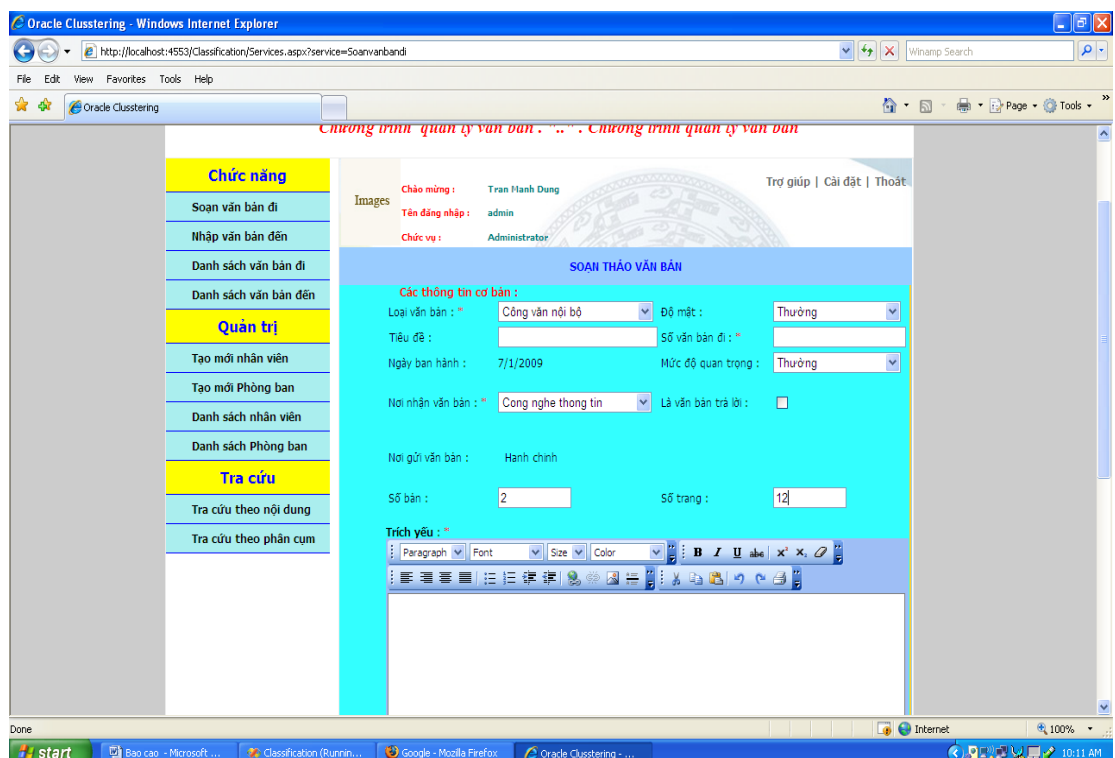 Oracle Clusstering - Windows Internet Explorer
http://localhost:4553/Classification/Services.aspx?service=Soanvanbandi
Winamp Search
File Edit View Favorites Tools Help
Oracle Clusstering
Page
Tools
»
Chương trình quản lý văn bản . ".." . Chương trình quản lý văn bản
Chức năng
Soạn văn bản đi
Nhập văn bản đến
Danh sách văn bản đi
Danh sách văn bản đến
Quản trị
Tạo mới nhân viên
Tạo mới Phòng ban
Danh sách nhân viên
Danh sách Phòng ban
Tra cứu
Tra cứu theo nội dung
Tra cứu theo phân cụm
Images
Chào mừng : Tran Manh Dung
Tên đăng nhập : admin
Chức vụ : Administrator
Trợ giúp | Cài đặt | Thoát
SOẠN THẢO VĂN BẢN
Các thông tin cơ bản :
Loại văn bản : * Công văn nội bộ Độ mật : Thường
Tiêu đề : Số văn bản đi : *
Ngày ban hành : 7/1/2009 Mức độ quan trọng : Thường
Nơi nhận văn bản : * Cong nghe thong tin Là văn bản trả lời :
Nơi gửi văn bản : Hanh chinh
Số bản : 2 Số trang : 12
Trích yếu : *
Paragraph Font Size Color B I U abc x² x₂
Done
Internet
100%
start
Bao cao - Microsoft ...
Classification (Runnin...
Google - Mozilla Firefox
Oracle Clusstering - ...
10:11 AM